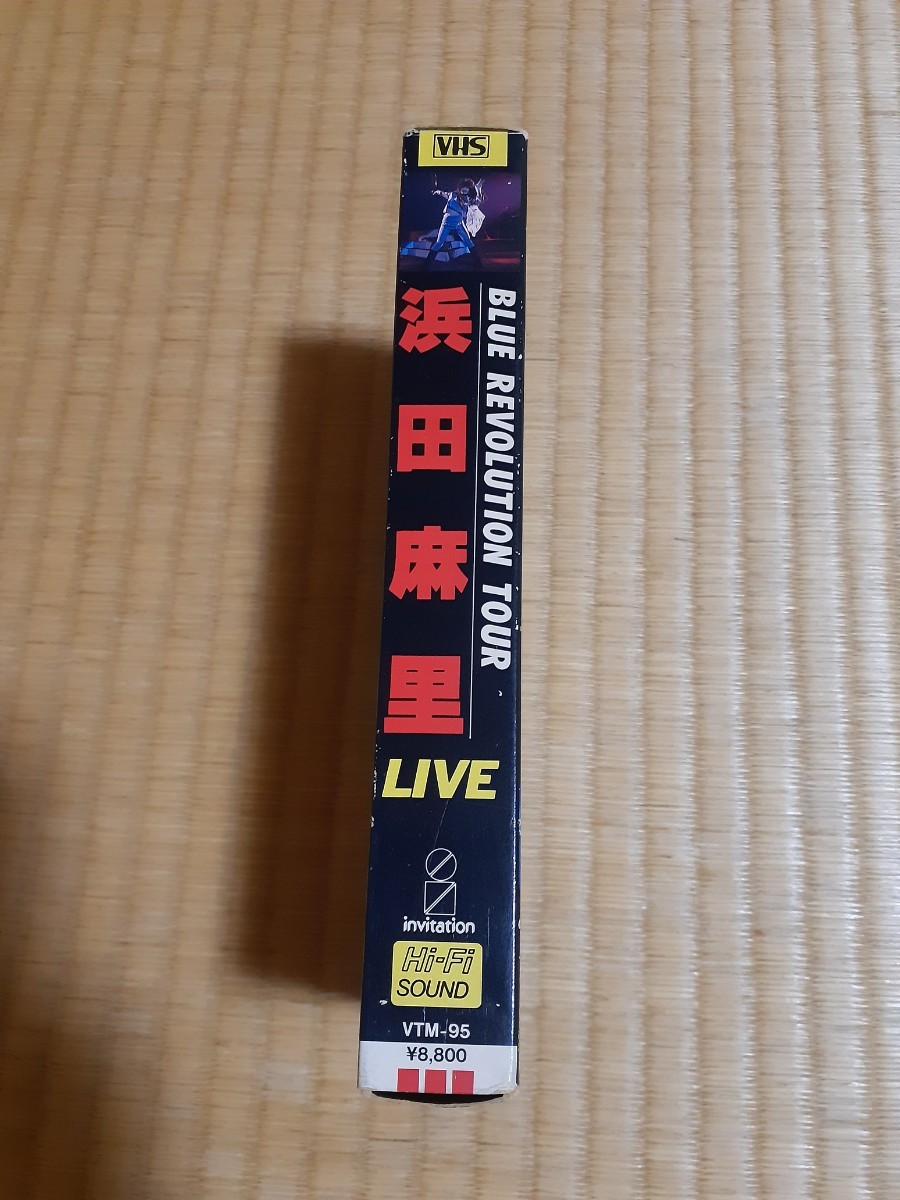 VHS
BLUE REVOLUTION TOUR
浜田麻里
LIVE
invitation
Hi-Fi
SOUND
VTM-95
¥8,800